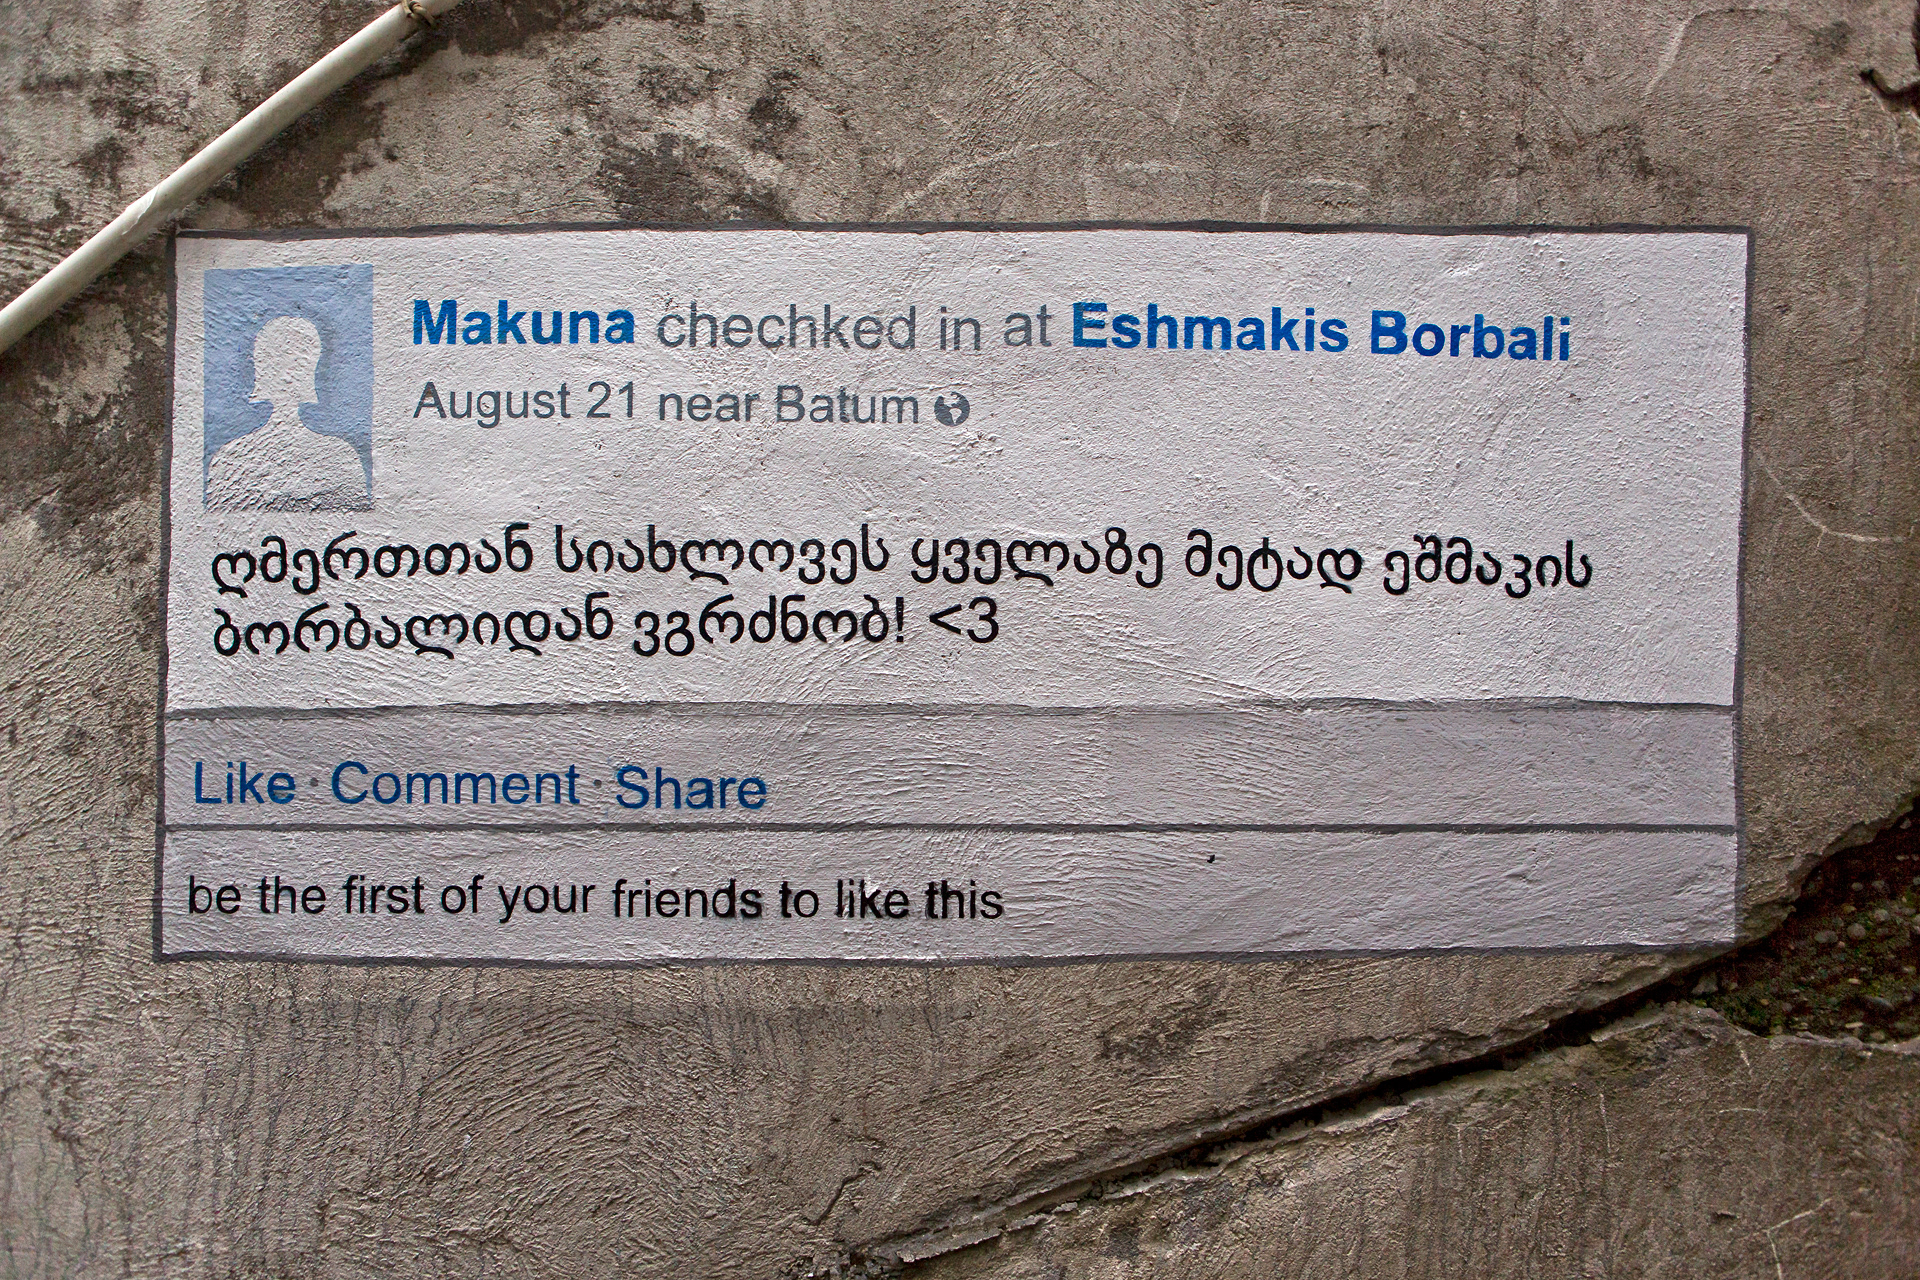 Makuna chechked in at Eshmakis Borbali
August 21 near Batum
ღმერთთან სიახლოვეს ყველაზე მეტად ეშმაკის
ბორბალიდან ვგრძნობ! <3
Like · Comment · Share
be the first of your friends to like this